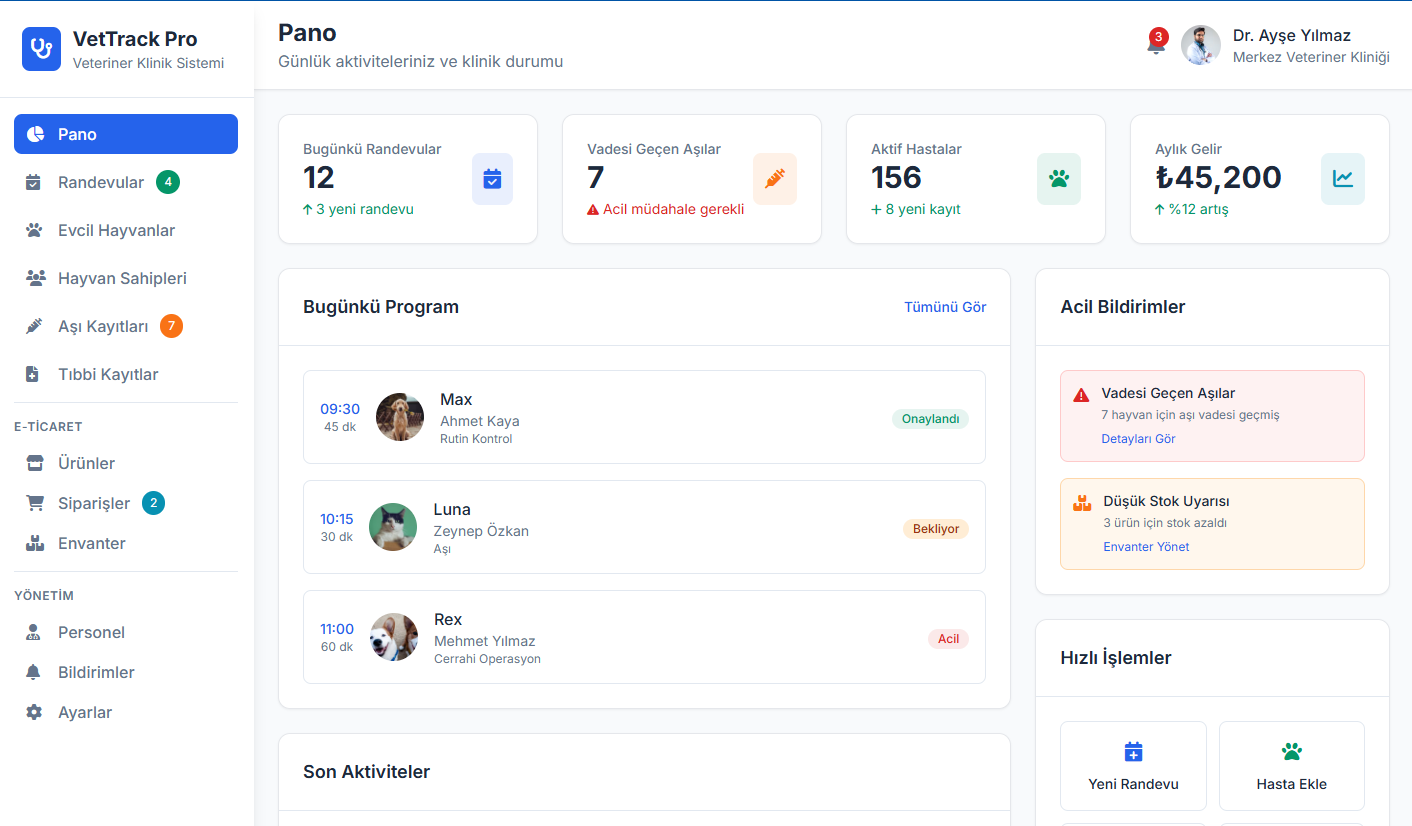 VetTrack Pro
Veteriner Klinik Sistemi
Pano
Randevular 4
Evcil Hayvanlar
Hayvan Sahipleri
Aşı Kayıtları 7
Tıbbi Kayıtlar
E-TİCARET
Ürünler
Siparişler 2
Envanter
YÖNETİM
Personel
Bildirimler
Ayarlar
Pano
Günlük aktiviteleriniz ve klinik durumu
3
Dr. Ayşe Yılmaz
Merkez Veteriner Kliniği
Bugünkü Randevular
12
3 yeni randevu
Vadesi Geçen Aşılar
7
Acil müdahale gerekli
Aktif Hastalar
156
8 yeni kayıt
Aylık Gelir
₺45,200
%12 artış
Bugünkü Program
Tümünü Gör
09:30
45 dk
Max
Ahmet Kaya
Rutin Kontrol
Onaylandı
10:15
30 dk
Luna
Zeynep Özkan
Aşı
Bekliyor
11:00
60 dk
Rex
Mehmet Yılmaz
Cerrahi Operasyon
Acil
Son Aktiviteler
Acil Bildirimler
Vadesi Geçen Aşılar
7 hayvan için aşı vadesi geçmiş
Detayları Gör
Düşük Stok Uyarısı
3 ürün için stok azaldı
Envanter Yönet
Hızlı İşlemler
Yeni Randevu
Hasta Ekle